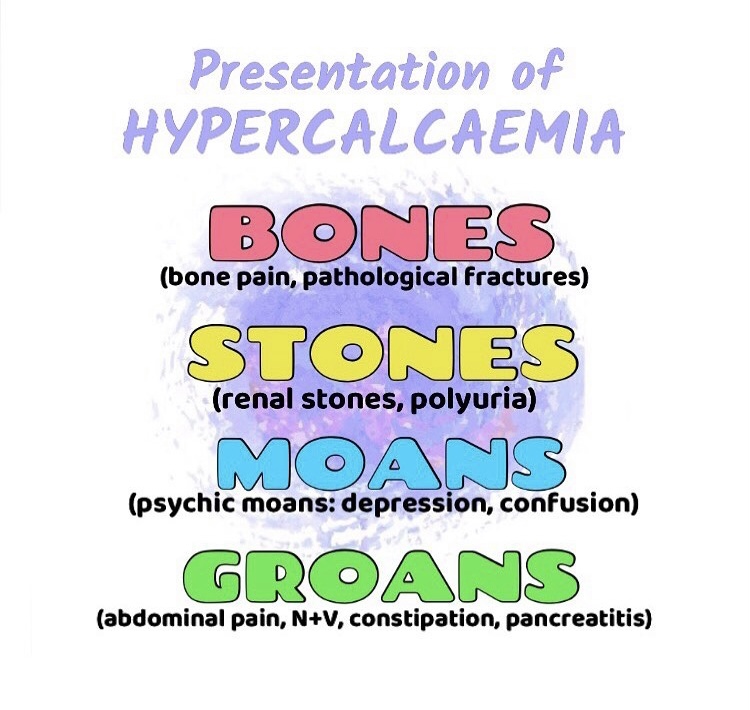 Presentation of
HYPERCALCAEMIA
BONES
(bone pain, pathological fractures)
STONES
(renal stones, polyuria)
MOANS
(psychic moans: depression, confusion)
GROANS
(abdominal pain, N+V, constipation, pancreatitis)